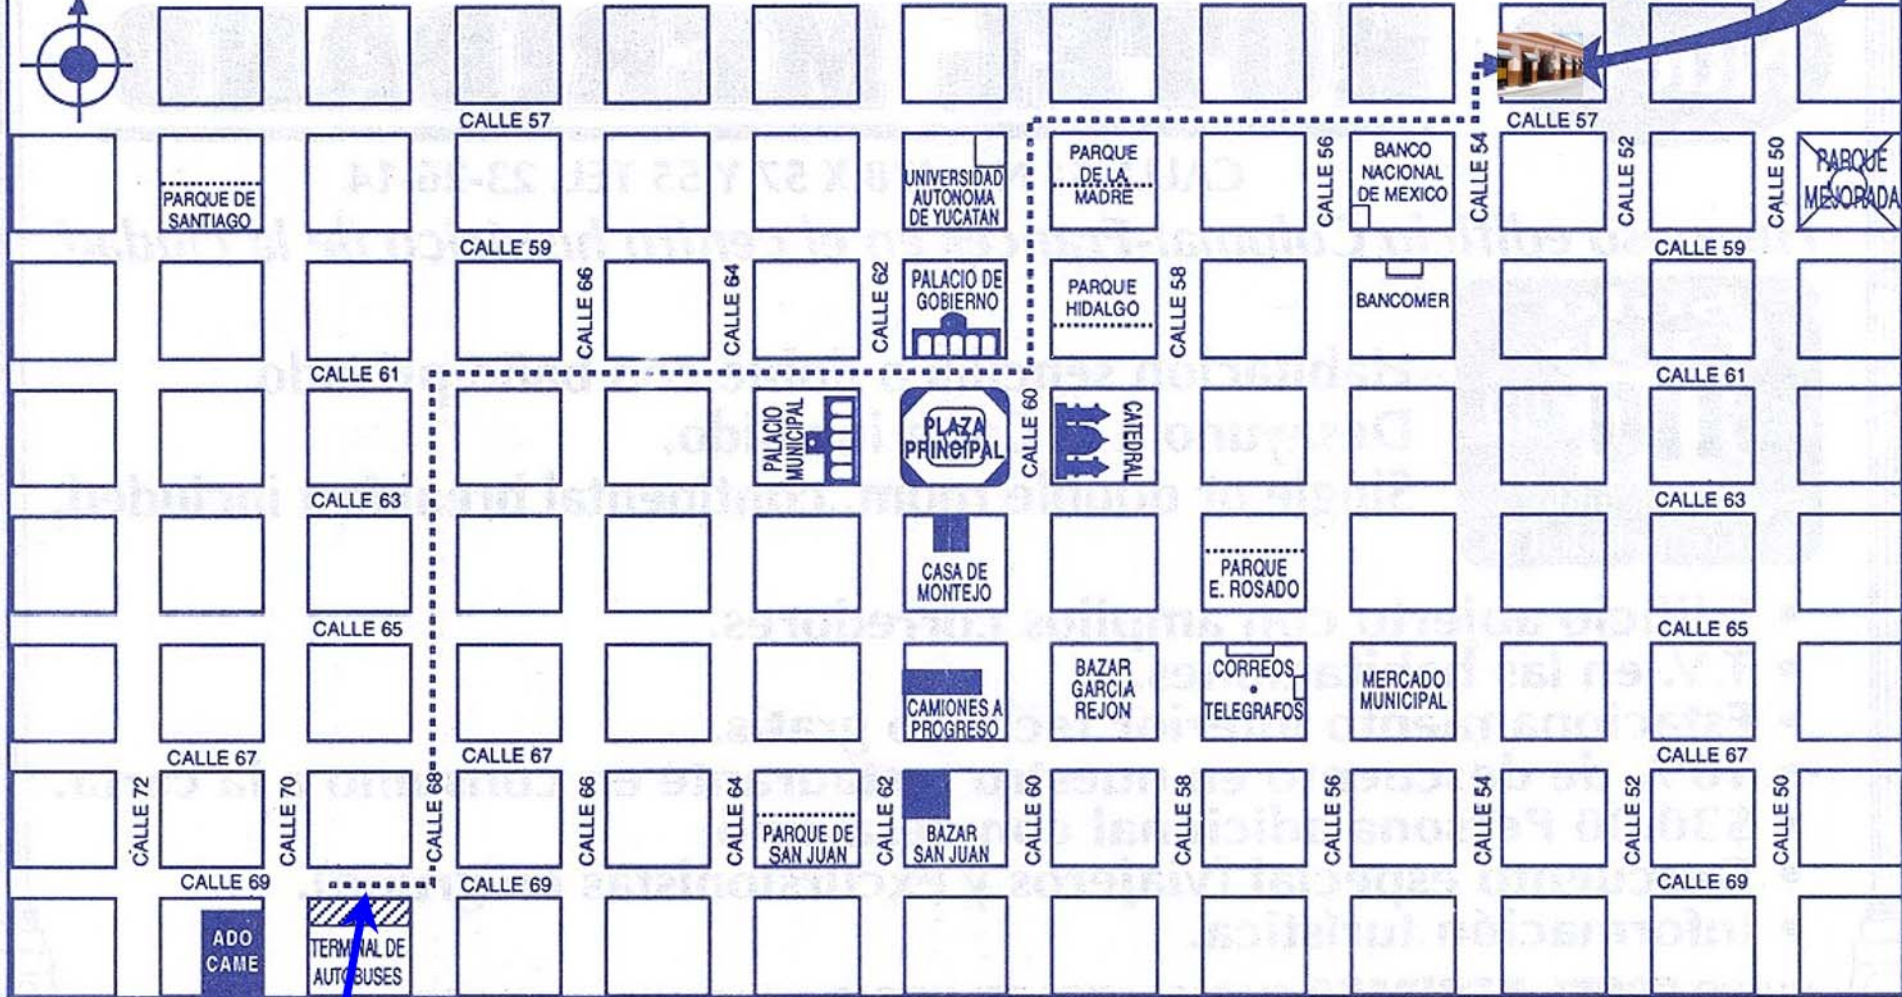 CALLE 57
CALLE 57
PARQUE DE
SANTIAGO
UNIVERSIDAD
AUTONOMA
DE YUCATAN
PARQUE
DE LA
MADRE
CALLE 56
BANCO
NACIONAL
DE MEXICO
CALLE 54
CALLE 52
CALLE 50
PARQUE
MEJORADA
CALLE 59
CALLE 59
CALLE 66
CALLE 64
CALLE 62
PALACIO DE
GOBIERNO
PARQUE
HIDALGO
CALLE 58
BANCOMER
CALLE 61
CALLE 61
PALACIO
MUNICIPAL
PLAZA
PRINCIPAL
CALLE 60
CATEDRAL
CALLE 63
CALLE 63
CASA DE
MONTEJO
PARQUE
E. ROSADO
CALLE 65
CALLE 65
CAMIONES A
PROGRESO
BAZAR
GARCIA
REJON
CORREOS
TELEGRAFOS
MERCADO
MUNICIPAL
CALLE 67
CALLE 67
CALLE 67
CALLE 72
CALLE 70
CALLE 68
CALLE 66
CALLE 64
PARQUE DE
SAN JUAN
CALLE 62
BAZAR
SAN JUAN
CALLE 60
CALLE 58
CALLE 56
CALLE 54
CALLE 52
CALLE 50
CALLE 69
CALLE 69
CALLE 69
ADO
CAME
TERMINAL DE
AUTOBUSES